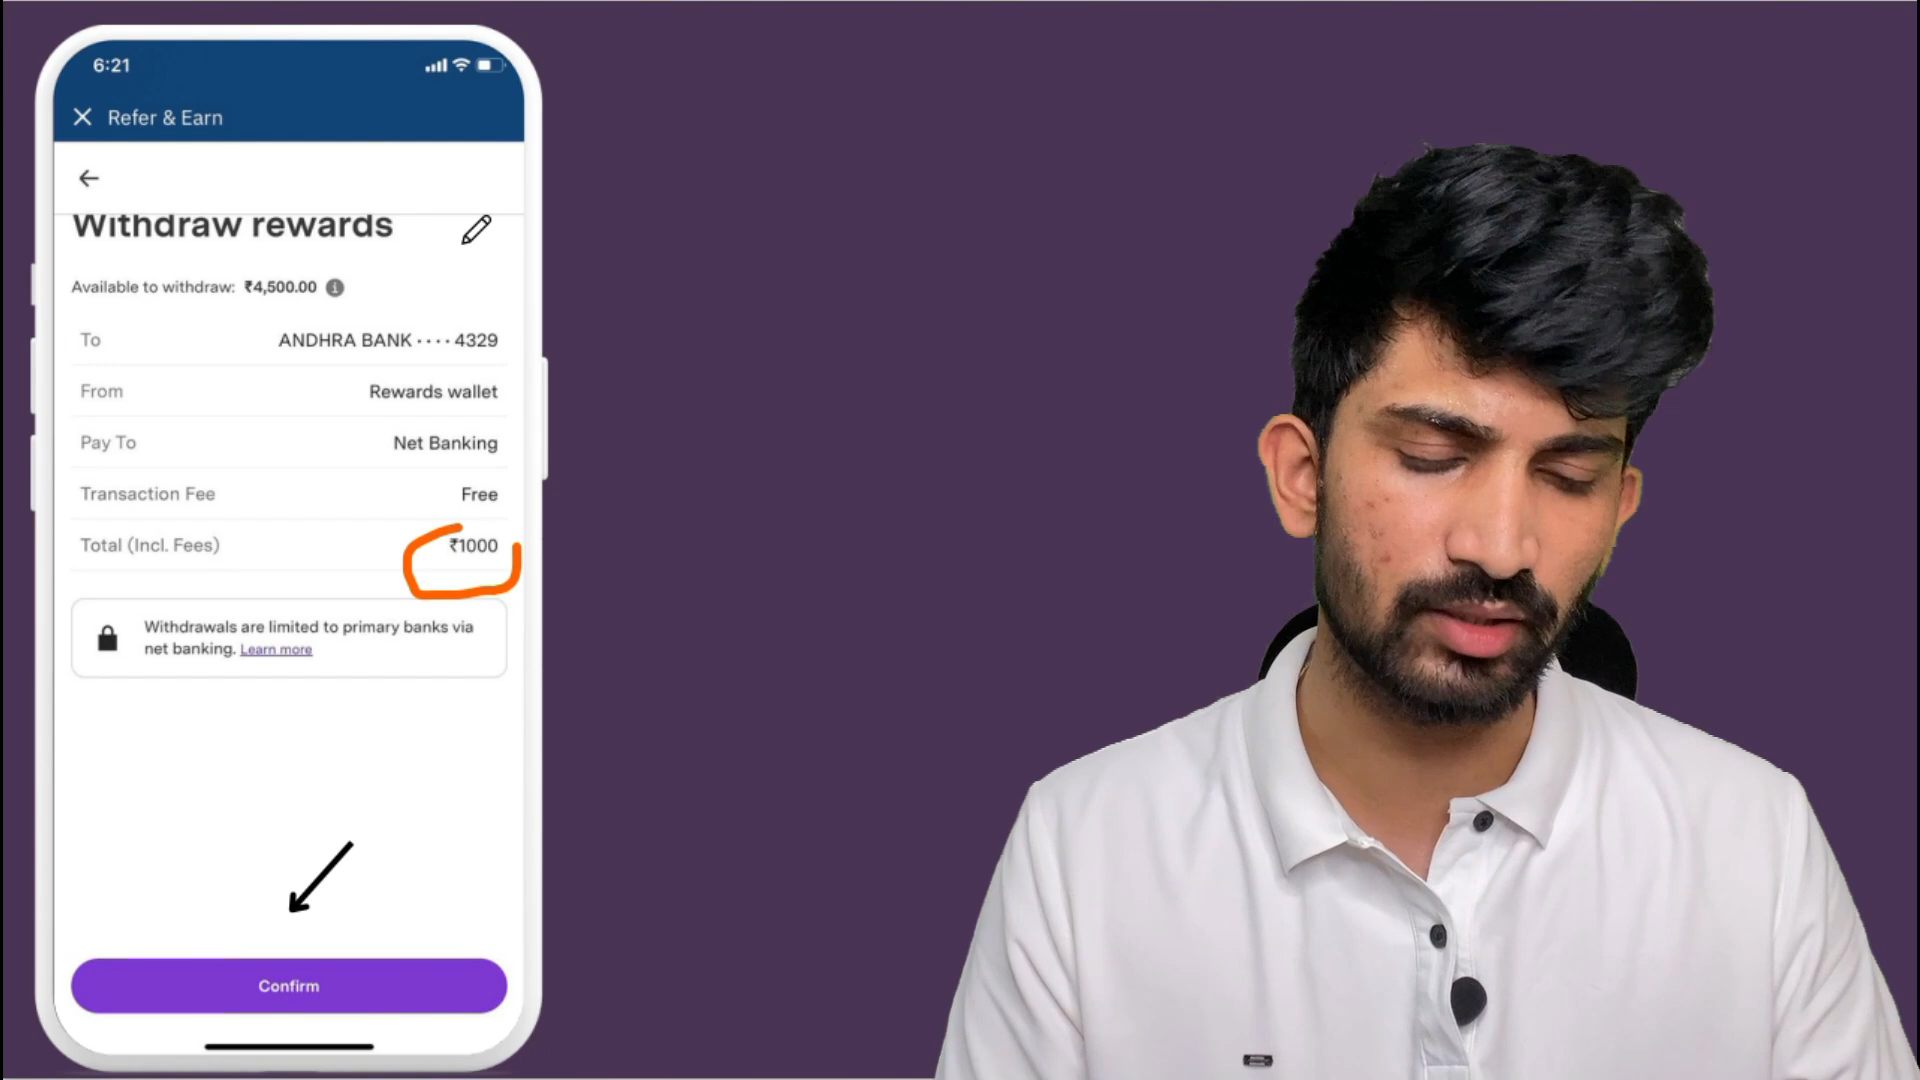 6:21
Refer & Earn
Withdraw rewards
Available to withdraw: ₹4,500.00
To ANDHRA BANK ···· 4329
From Rewards wallet
Pay To Net Banking
Transaction Fee Free
Total (Incl. Fees) ₹1000
Withdrawals are limited to primary banks via
net banking. Learn more
Confirm